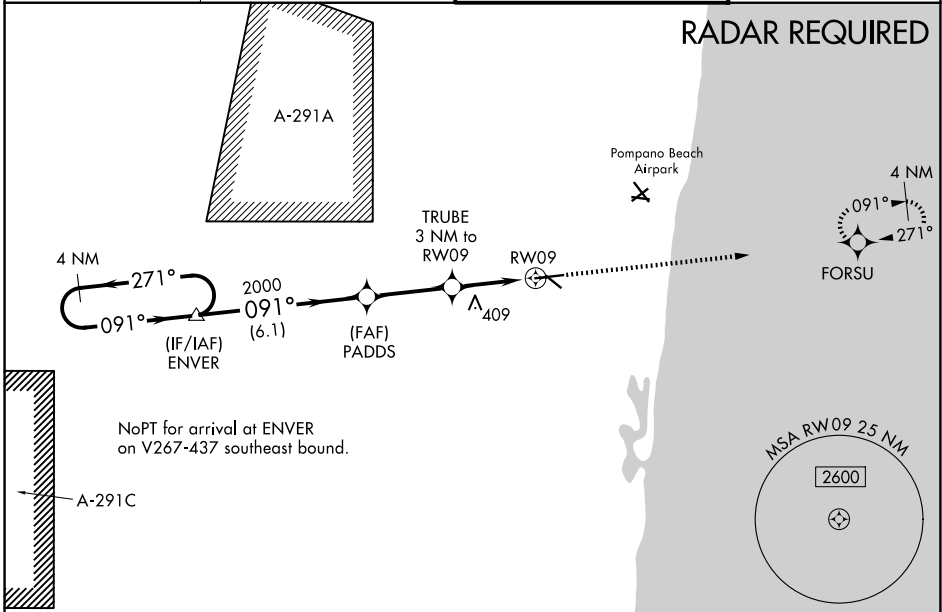 RADAR REQUIRED
A-291A
Pompano Beach
Airpark
4 NM
091°
271°
FORSU
TRUBE
3 NM to
RW09
RW09
4 NM
271°
091°
2000
091°
(6.1)
409
(IF/IAF)
ENVER
(FAF)
PADDS
NoPT for arrival at ENVER
on V267-437 southeast bound.
A-291C
MSA RW09 25 NM
2600